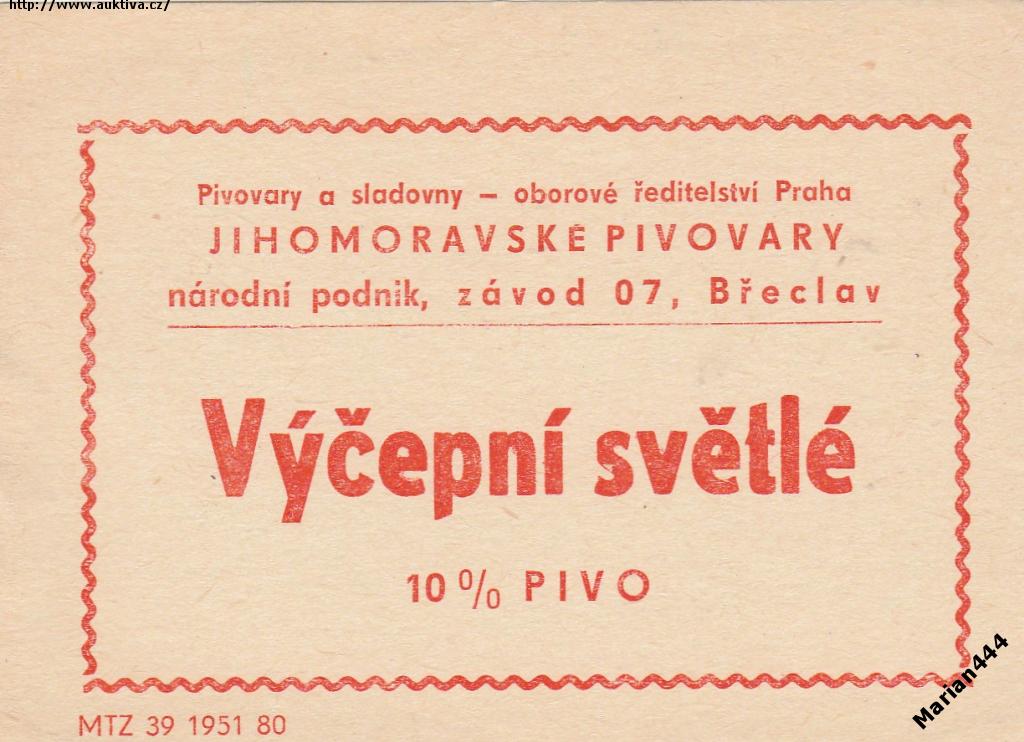 http://www.auktiva.cz/
Pivovary a sladovny – oborové ředitelství Praha
JIHOMORAVSKÉ PIVOVARY
národní podnik, závod 07, Břeclav
Výčepní světlé
10 % PIVO
MTZ 39 1951 80
Marian444